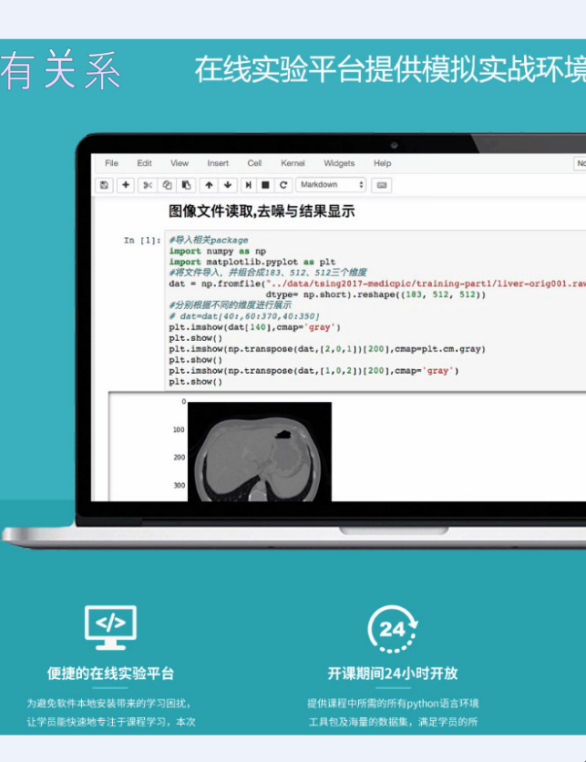 有关系
在线实验平台提供模拟实战环境
File Edit View Insert Cell Kernel Widgets Help
Markdown
图像文件读取,去噪与结果显示
In [1]:
#导入相关package
import numpy as np
import matplotlib.pyplot as plt
#将文件导入，并组合成183、512、512三个维度
dat = np.fromfile("../data/tsing2017-medicpic/training-part1/liver-orig001.raw
dtype= np.short).reshape((183, 512, 512))
#分别根据不同的维度进行展示
# dat=dat[40:,60:370,40:350]
plt.imshow(dat[140],cmap='gray')
plt.show()
plt.imshow(np.transpose(dat,[2,0,1])[200],cmap=plt.cm.gray)
plt.show()
plt.imshow(np.transpose(dat,[1,0,2])[200],cmap='gray')
plt.show()
0
100
200
300
</>
24
便捷的在线实验平台
开课期间24小时开放
为避免软件本地安装带来的学习困扰，
让学员能快速地专注于课程学习，本次
提供课程中所需的所有python语言环境
工具包及海量的数据集，满足学员的所